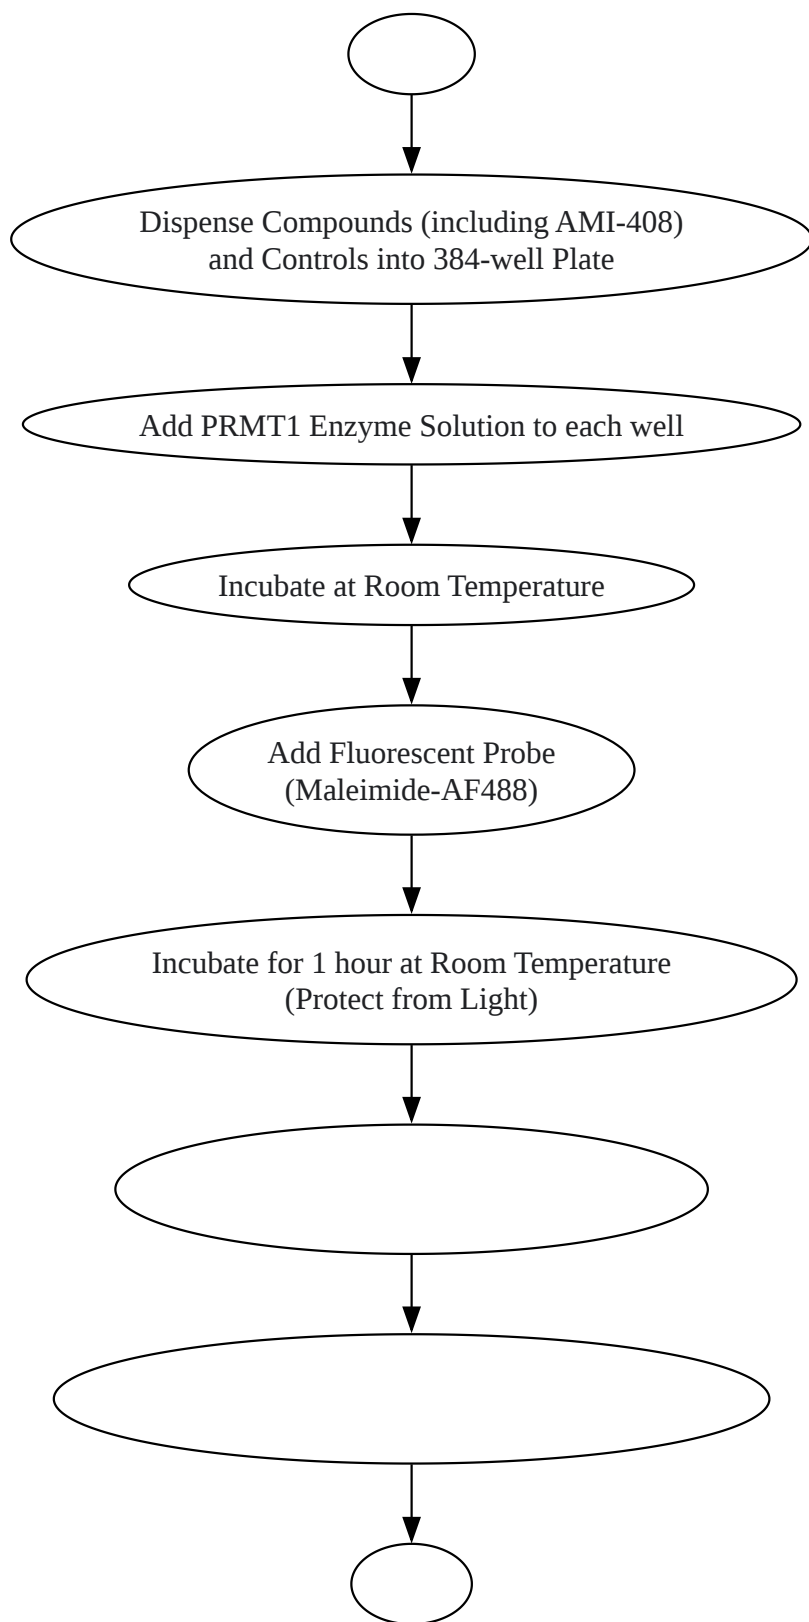 Dispense Compounds (including AMI-408)
and Controls into 384-well Plate
Add PRMT1 Enzyme Solution to each well
Incubate at Room Temperature
Add Fluorescent Probe
(Maleimide-AF488)
Incubate for 1 hour at Room Temperature
(Protect from Light)